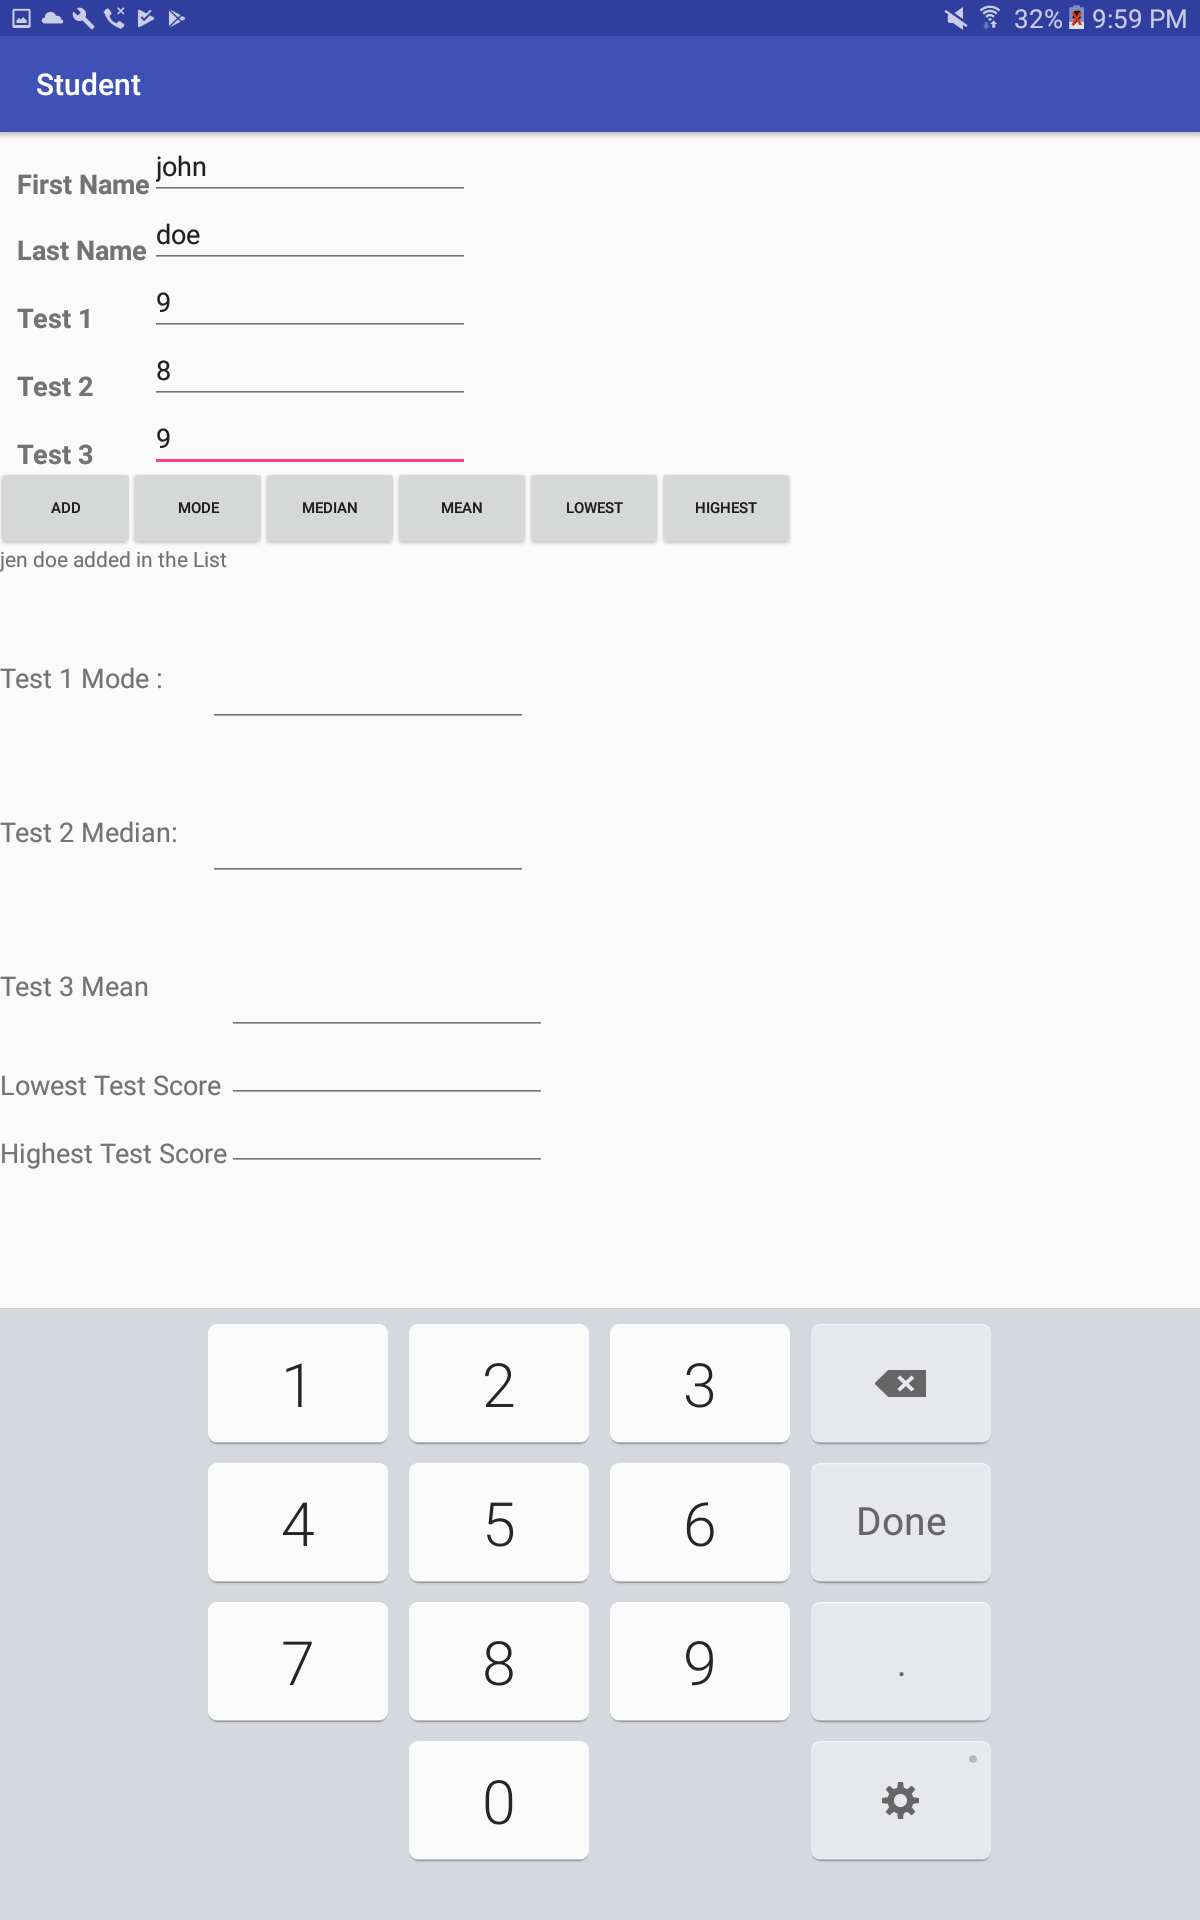 32% 9:59 PM
Student
First Name john
Last Name doe
Test 1 9
Test 2 8
Test 3 9
ADD MODE MEDIAN MEAN LOWEST HIGHEST
jen doe added in the List
Test 1 Mode :
Test 2 Median:
Test 3 Mean
Lowest Test Score
Highest Test Score
1 2 3
4 5 6 Done
7 8 9 .
0